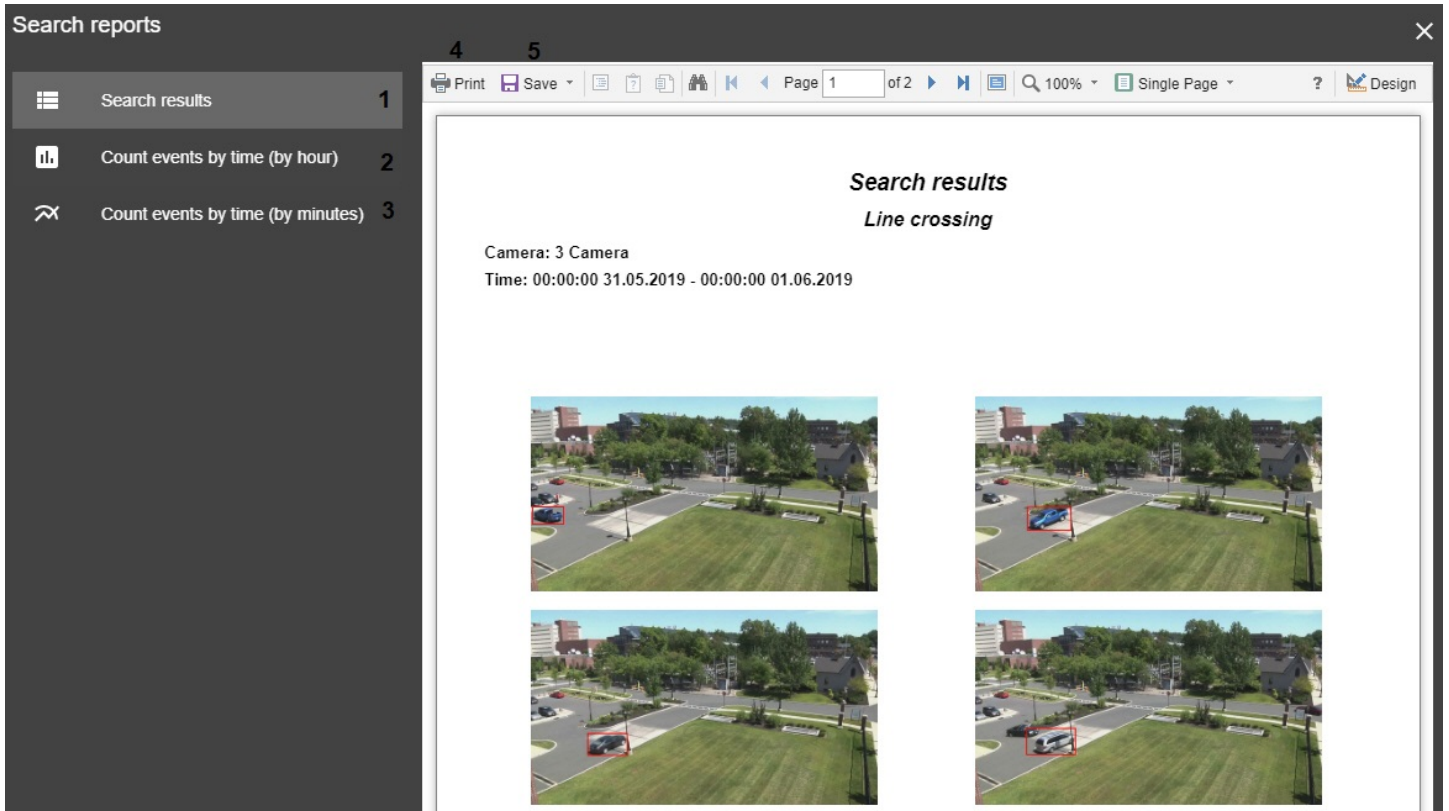 Search reports
4 5
Print Save Page 1 of 2 100% Single Page ? Design
Search results 1
Count events by time (by hour) 2
Count events by time (by minutes) 3
Search results
Line crossing
Camera: 3 Camera
Time: 00:00:00 31.05.2019 - 00:00:00 01.06.2019